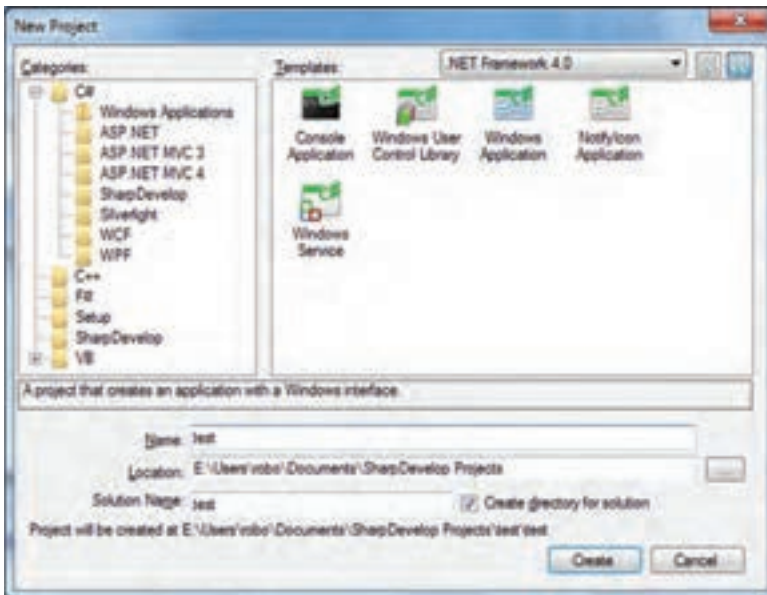 New Project
Categories:
C#
Windows Applications
ASP.NET
ASP.NET MVC 3
ASP.NET MVC 4
SharpDevelop
Silverlight
WCF
WPF
C++
F#
Setup
SharpDevelop
VB
Templates:
.NET Framework 4.0
Console Application
Windows User Control Library
Windows Application
NotifyIcon Application
Windows Service
A project that creates an application with a Windows interface.
Name: test
Location: E:\Users\robo\Documents\SharpDevelop Projects
...
Solution Name: test
Create directory for solution
Project will be created at E:\Users\robo\Documents\SharpDevelop Projects\test\test
Create
Cancel